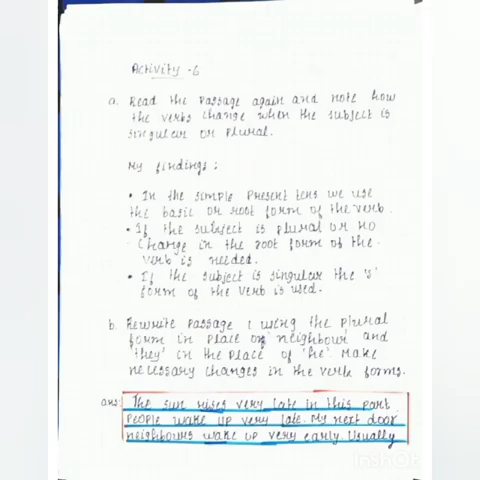 Activity - 6
a. Read the passage again and note how
the verbs change when the subject is
singular or plural.
My findings :
• In the simple present tens we use
the basic or root form of the verb.
• If the subject is plural or no
change in the root form of the
verb is needed.
• If the subject is singular the 's'
form of the verb is used.
b. Rewrite passage 1 using the plural
form in place of 'neighbour' and
'they' in the place of 'he'. Make
necessary changes in the verb forms.
ans: The sun rises very late in this part
people wake up very late. My next door
neighbours wake up very early. Usually